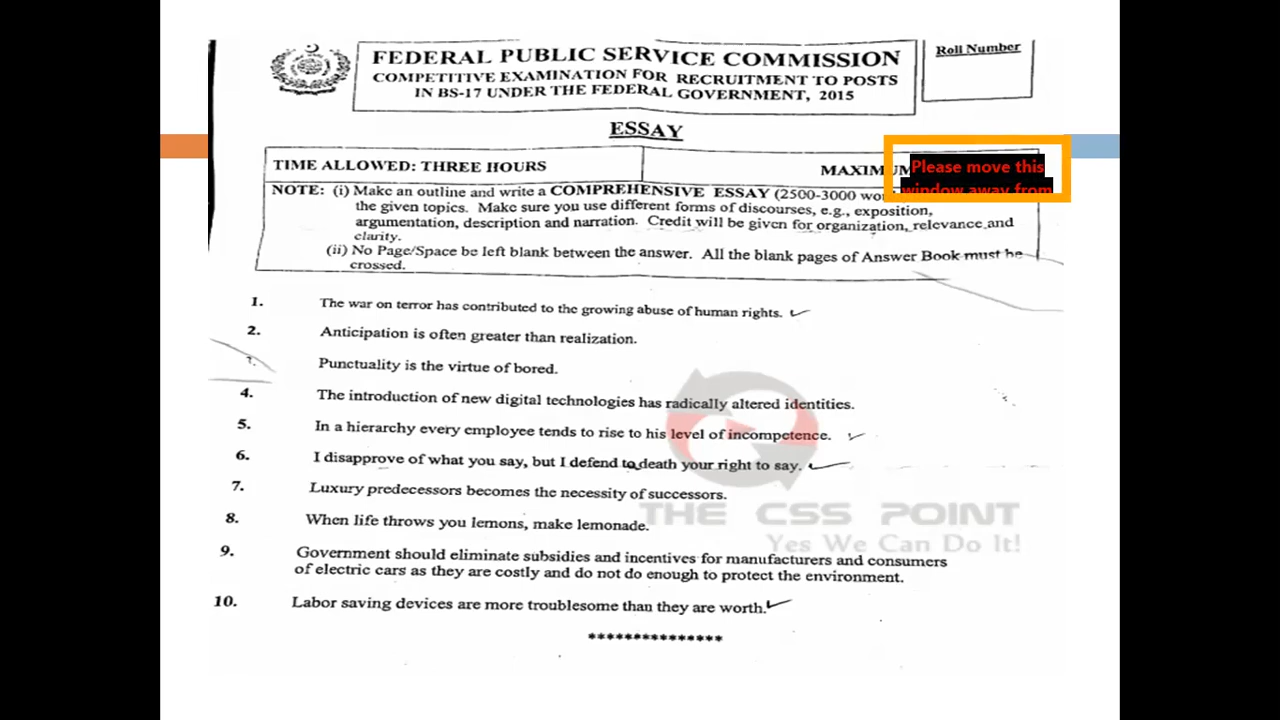 FEDERAL PUBLIC SERVICE COMMISSION
COMPETITIVE EXAMINATION FOR RECRUITMENT TO POSTS
IN BS-17 UNDER THE FEDERAL GOVERNMENT, 2015
Roll Number
ESSAY
TIME ALLOWED: THREE HOURS
MAXIMUM
Please move this
window away from
NOTE: (i) Make an outline and write a COMPREHENSIVE ESSAY (2500-3000
the given topics. Make sure you use different forms of discourses, e.g., exposition,
argumentation, description and narration. Credit will be given for organization, relevance and
clarity.
(ii) No Page/Space be left blank between the answer. All the blank pages of Answer Book must be
crossed.
1. The war on terror has contributed to the growing abuse of human rights.
2. Anticipation is often greater than realization.
Punctuality is the virtue of bored.
4. The introduction of new digital technologies has radically altered identities.
5. In a hierarchy every employee tends to rise to his level of incompetence.
6. I disapprove of what you say, but I defend to death your right to say.
7. Luxury predecessors becomes the necessity of successors.
8. When life throws you lemons, make lemonade.
9. Government should eliminate subsidies and incentives for manufacturers and consumers
of electric cars as they are costly and do not do enough to protect the environment.
10. Labor saving devices are more troublesome than they are worth.
***************
THE CSS POINT
Yes We Can Do It!